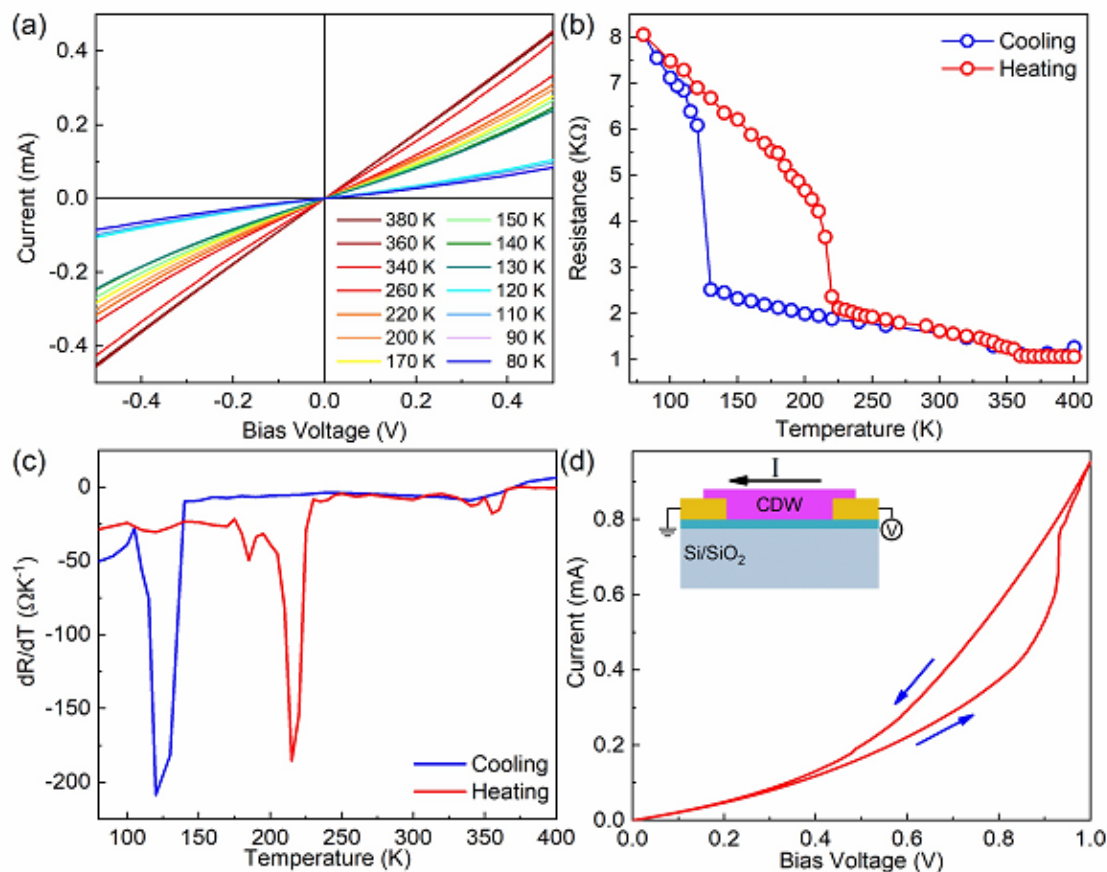 (a)
0.4
0.2
0.0
-0.2
-0.4
Current (mA)
380 K 150 K
360 K 140 K
340 K 130 K
260 K 120 K
220 K 110 K
200 K 90 K
170 K 80 K
-0.4 -0.2 0.0 0.2 0.4
Bias Voltage (V)
(b)
Cooling
Heating
8
7
6
5
4
3
2
1
Resistance (KΩ)
100 150 200 250 300 350 400
Temperature (K)
(c)
0
-50
-100
-150
-200
dR/dT (ΩK⁻¹)
Cooling
Heating
100 150 200 250 300 350 400
Temperature (K)
(d)
I
CDW
V
Si/SiO₂
0.8
0.6
0.4
0.2
0.0
Current (mA)
0.0 0.2 0.4 0.6 0.8 1.0
Bias Voltage (V)